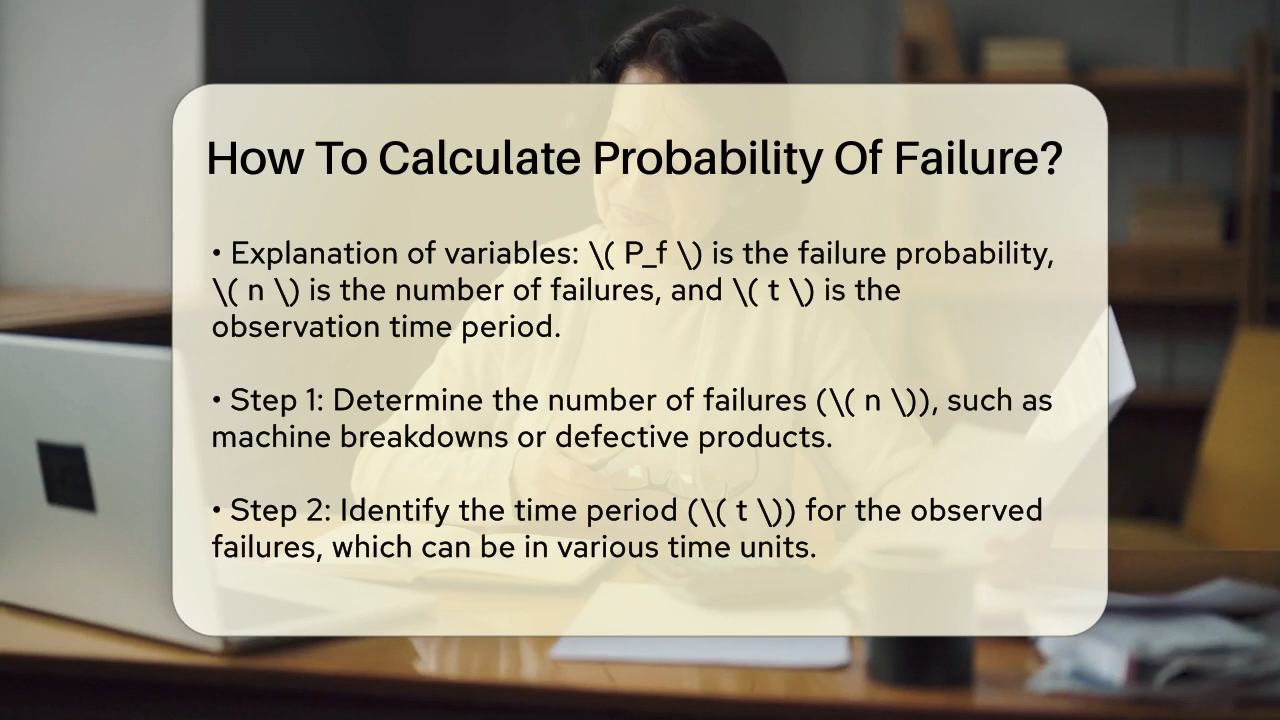 How To Calculate Probability Of Failure?
• Explanation of variables: \( P_f \) is the failure probability,
\( n \) is the number of failures, and \( t \) is the
observation time period.
• Step 1: Determine the number of failures (\( n \)), such as
machine breakdowns or defective products.
• Step 2: Identify the time period (\( t \)) for the observed
failures, which can be in various time units.